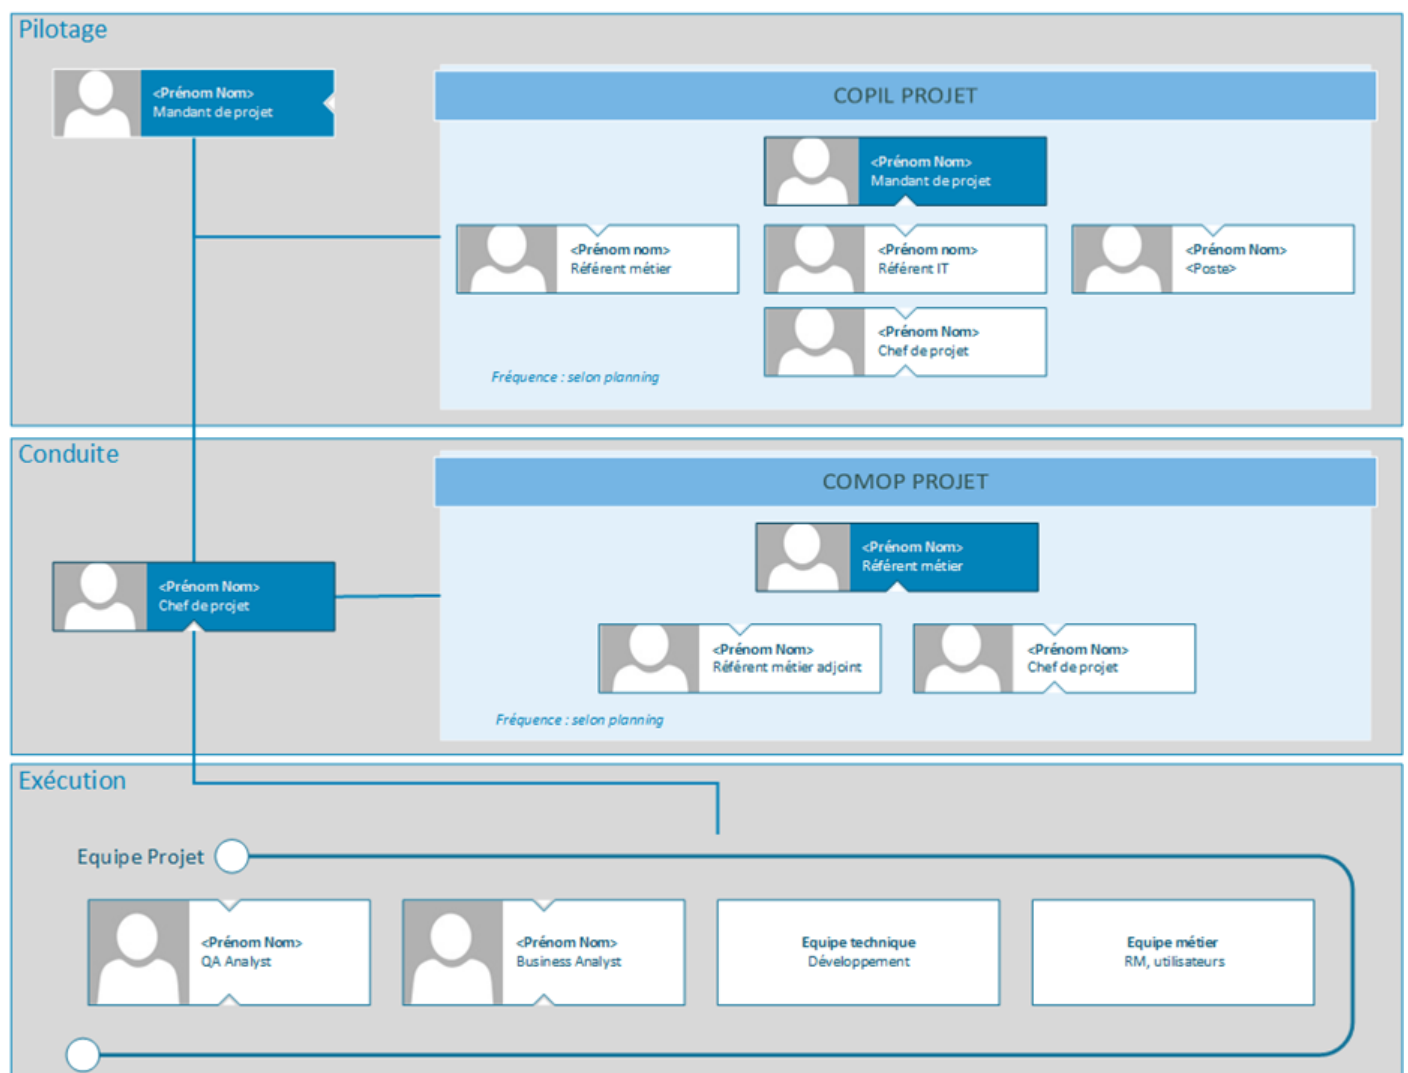 Pilotage
<Prénom Nom>
Mandant de projet
COPIL PROJET
<Prénom Nom>
Mandant de projet
<Prénom nom>
Référent métier
<Prénom nom>
Référent IT
<Prénom Nom>
<Poste>
<Prénom Nom>
Chef de projet
Fréquence : selon planning
Conduite
COMOP PROJET
<Prénom Nom>
Référent métier
<Prénom Nom>
Chef de projet
<Prénom Nom>
Référent métier adjoint
<Prénom Nom>
Chef de projet
Fréquence : selon planning
Exécution
Equipe Projet
<Prénom Nom>
QA Analyst
<Prénom Nom>
Business Analyst
Equipe technique
Développement
Equipe métier
RM, utilisateurs